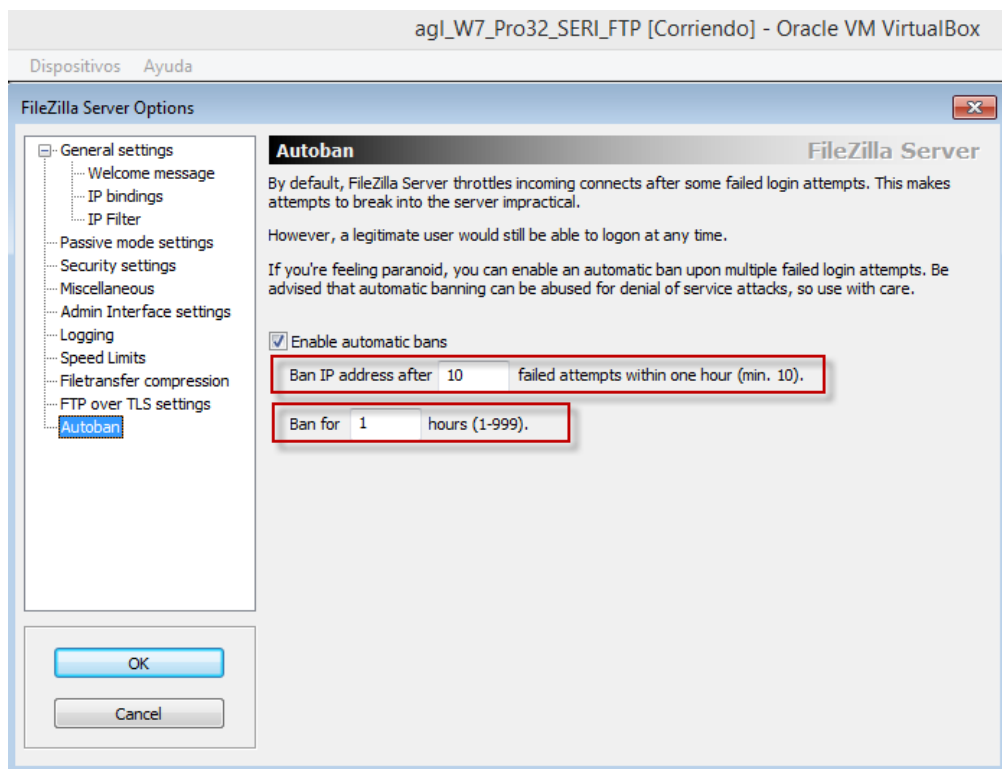 agl_W7_Pro32_SERI_FTP [Corriendo] - Oracle VM VirtualBox
Dispositivos Ayuda
FileZilla Server Options
General settings
Welcome message
IP bindings
IP Filter
Passive mode settings
Security settings
Miscellaneous
Admin Interface settings
Logging
Speed Limits
Filetransfer compression
FTP over TLS settings
Autoban
OK
Cancel
Autoban FileZilla Server
By default, FileZilla Server throttles incoming connects after some failed login attempts. This makes
attempts to break into the server impractical.
However, a legitimate user would still be able to logon at any time.
If you're feeling paranoid, you can enable an automatic ban upon multiple failed login attempts. Be
advised that automatic banning can be abused for denial of service attacks, so use with care.
Enable automatic bans
Ban IP address after 10 failed attempts within one hour (min. 10).
Ban for 1 hours (1-999).